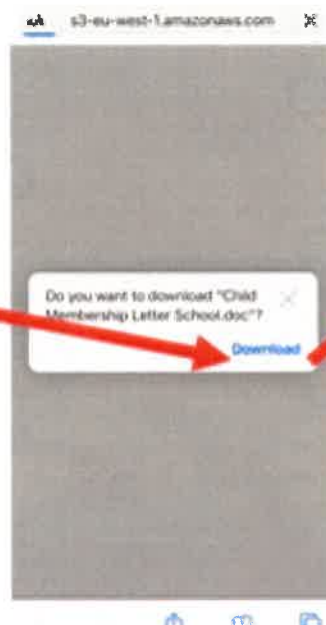 s3-eu-west-1.amazonaws.com
Do you want to download "Child
Membership Letter School.doc"?
Download